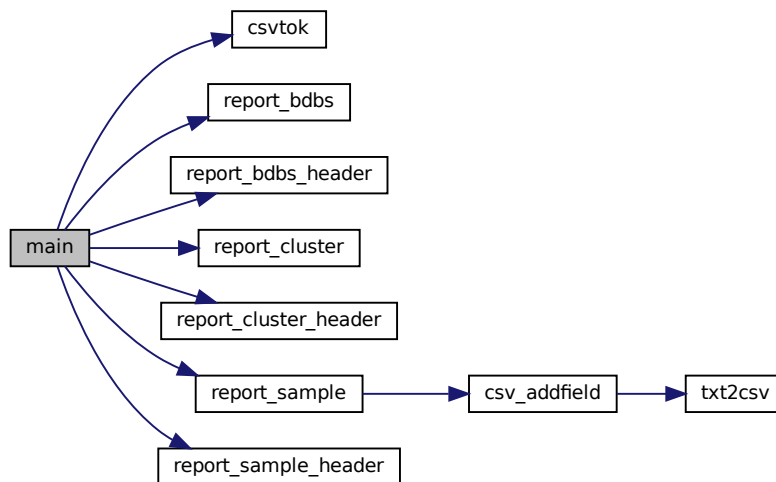 csvtok
report_bdbs
report_bdbs_header
main
report_cluster
report_cluster_header
report_sample
csv_addfield
txt2csv
report_sample_header